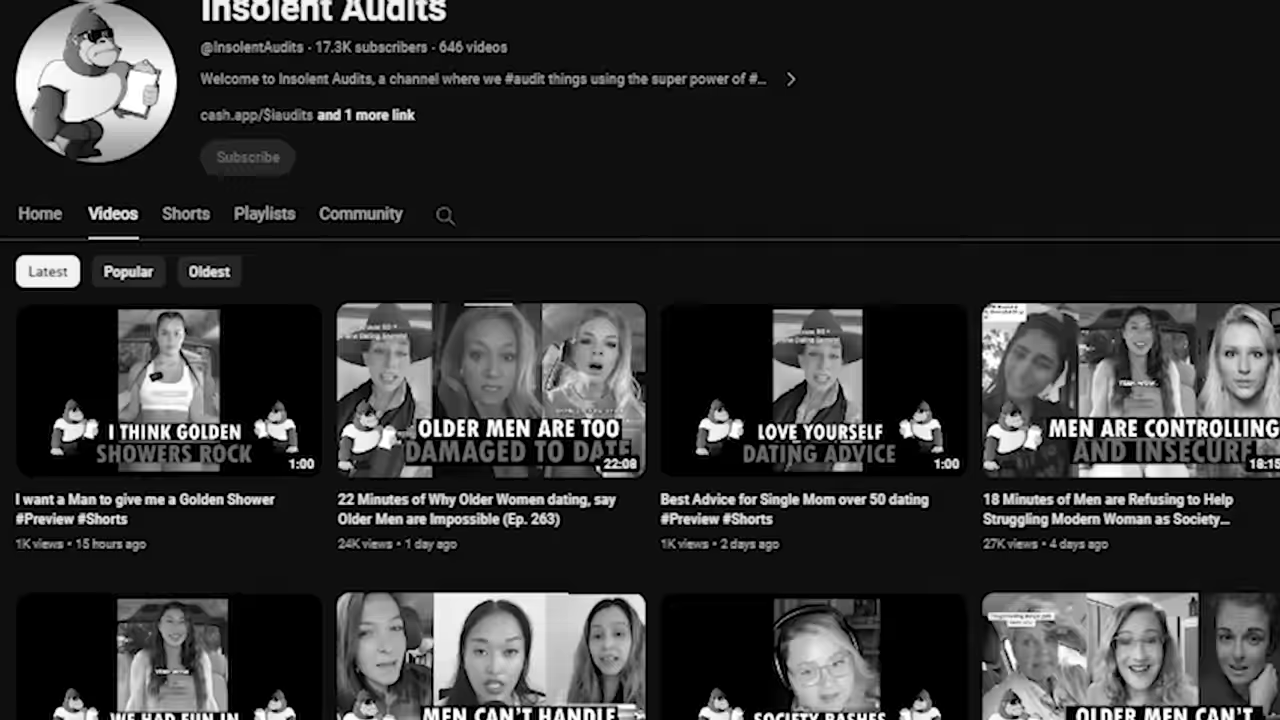 Insolent Audits
@InsolentAudits · 17.3K subscribers · 646 videos
Welcome to Insolent Audits, a channel where we #audit things using the super power of #...
cash.app/$iaudits and 1 more link
Subscribe
Home Videos Shorts Playlists Community
Latest Popular Oldest
I THINK GOLDEN
SHOWERS ROCK
1:00
OLDER MEN ARE TOO
DAMAGED TO DATE
22:08
LOVE YOURSELF
DATING ADVICE
1:00
MEN ARE CONTROLLING
AND INSECURE
18:15
I want a Man to give me a Golden Shower
#Preview #Shorts
1K views • 15 hours ago
22 Minutes of Why Older Women dating, say
Older Men are Impossible (Ep. 263)
24K views • 1 day ago
Best Advice for Single Mom over 50 dating
#Preview #Shorts
1K views • 2 days ago
18 Minutes of Men are Refusing to Help
Struggling Modern Woman as Society...
27K views • 4 days ago
WE HAD FUN IN
MEN CAN'T HANDLE
SOCIETY BASHES
OLDER MEN CAN'T